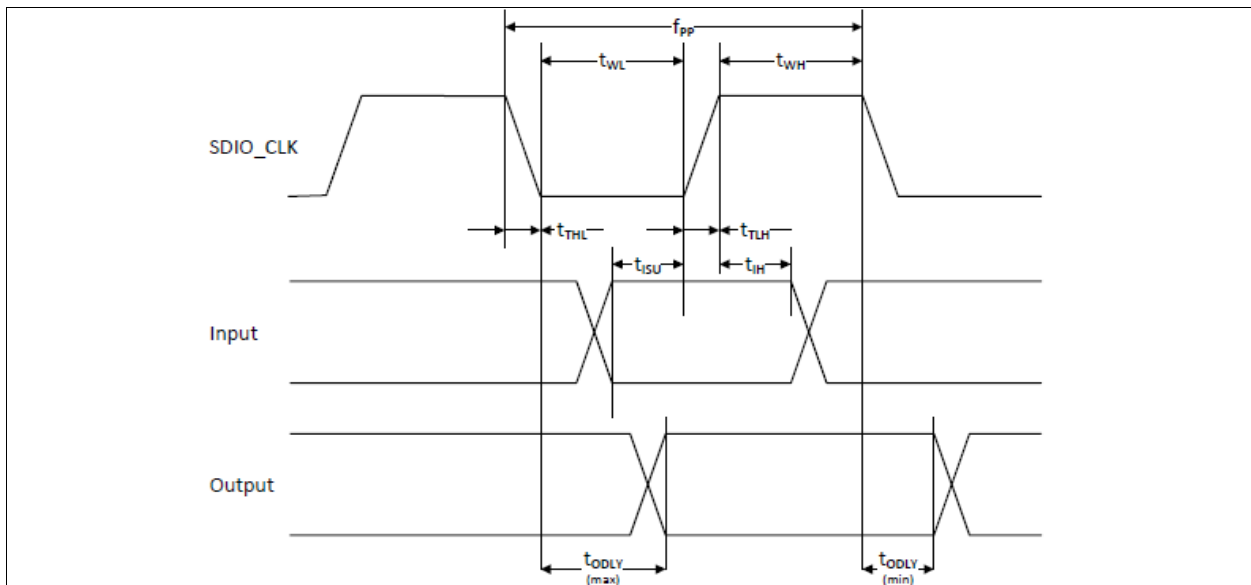 fPP
tWL
tWH
SDIO_CLK
tTHL
tTLH
tISU
tIH
Input
Output
tODLY
(max)
tODLY
(min)